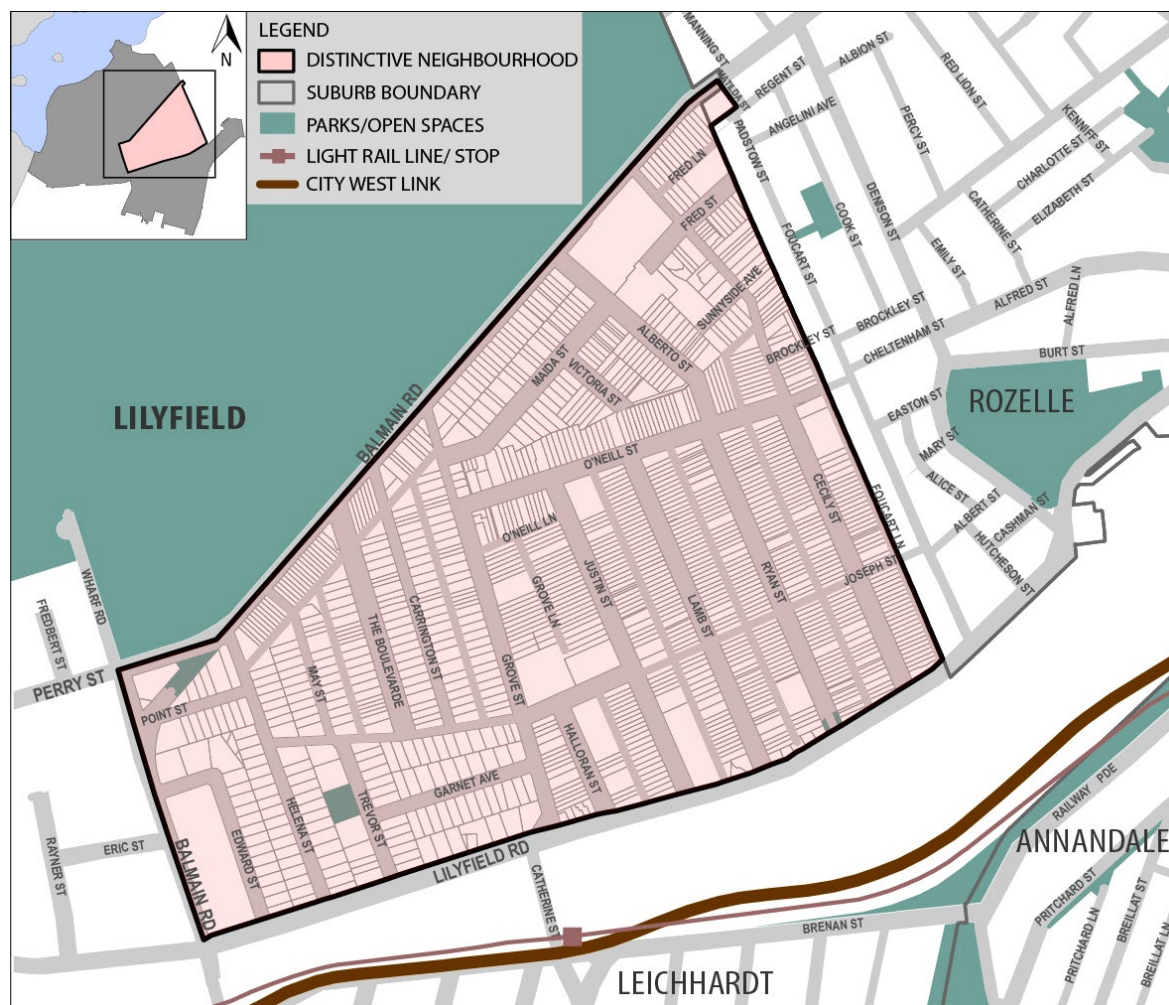 N
LEGEND
DISTINCTIVE NEIGHBOURHOOD
SUBURB BOUNDARY
PARKS/OPEN SPACES
LIGHT RAIL LINE/ STOP
CITY WEST LINK
MANNING ST
REGENT ST
ALBION ST
RED LION ST
ANGELINI AVE
PERCY ST
KENNIFF ST
CHARLOTTE ST
ELIZABETH ST
PADSTOW ST
FRED LN
FRED ST
DENISON ST
COOK ST
FOUCART ST
CATHERINE ST
EMILY ST
SUNNYSIDE AVE
ALFRED ST
ALFRED LN
BROCKLEY ST
BROCKLEY ST
CHELTENHAM ST
BURT ST
ALBERTO ST
MAIDA ST
VICTORIA ST
BALMAIN RD
LILYFIELD
ROZELLE
EASTON ST
MARY ST
ALICE ST
ALBERT ST
CASHMAN ST
HUTCHESON ST
O'NEILL ST
O'NEILL LN
CECILY ST
FOUCART LN
JOSEPH ST
RYAN ST
LAMB ST
JUSTIN ST
GROVE LN
GROVE ST
CARRINGTON ST
THE BOULEVARDE
MAY ST
WHARF RD
FREDBERT ST
PERRY ST
POINT ST
HALLORAN ST
GARNET AVE
TREVOR ST
HELENA ST
EDWARD ST
ERIC ST
RAYNER ST
BALMAIN RD
LILYFIELD RD
CATHERINE ST
BRENAN ST
RAILWAY PDE
ANNANDALE
PRITCHARD ST
PRITCHARD LN
BREILLAT ST
BREILLAT LN
LEICHHARDT